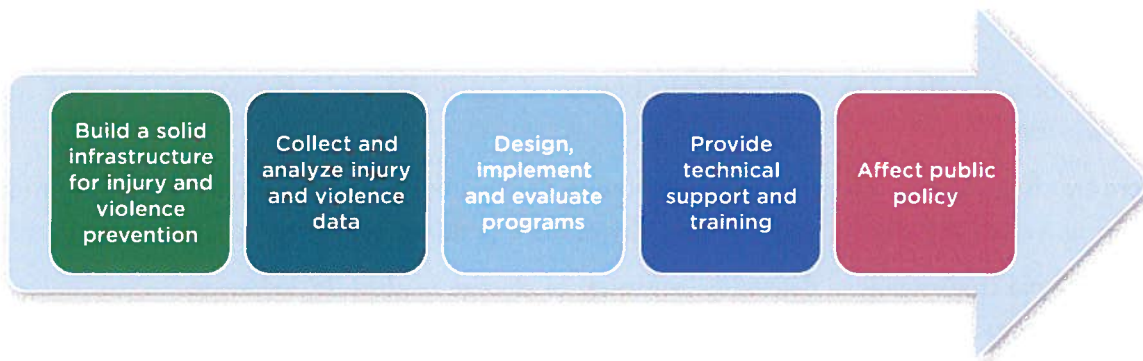 Build a solid
infrastructure
for injury and
violence
prevention
Collect and
analyze injury
and violence
data
Design,
implement
and evaluate
programs
Provide
technical
support and
training
Affect public
policy